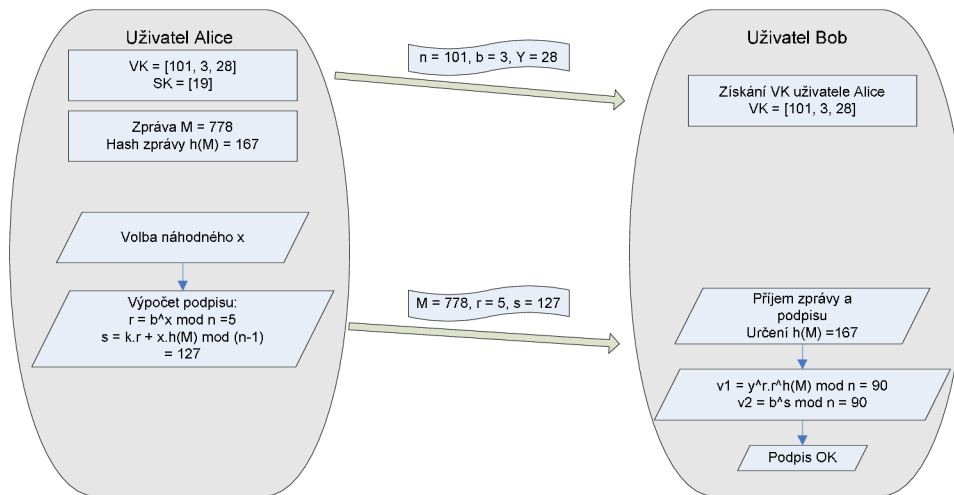 Uživatel Alice
VK = [101, 3, 28]
SK = [19]
Zpráva M = 778
Hash zprávy h(M) = 167
Volba náhodného x
Výpočet podpisu:
r = b^x mod n =5
s = k.r + x.h(M) mod (n-1)
= 127
n = 101, b = 3, Y = 28
M = 778, r = 5, s = 127
Uživatel Bob
Získání VK uživatele Alice
VK = [101, 3, 28]
Příjem zprávy a
podpisu
Určení h(M) =167
v1 = y^r.r^h(M) mod n = 90
v2 = b^s mod n = 90
Podpis OK